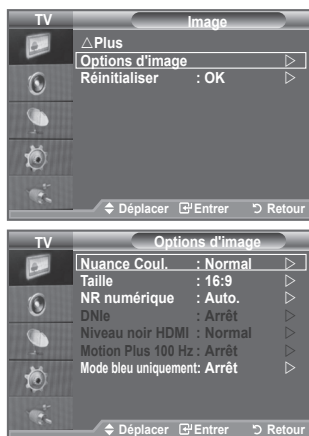 TV Image
△Plus
Options d'image
Réinitialiser : OK
Déplacer Entrer Retour
TV Options d'image
Nuance Coul. : Normal
Taille : 16:9
NR numérique : Auto.
DNIe : Arrêt
Niveau noir HDMI : Normal
Motion Plus 100 Hz : Arrêt
Mode bleu uniquement: Arrêt
Déplacer Entrer Retour